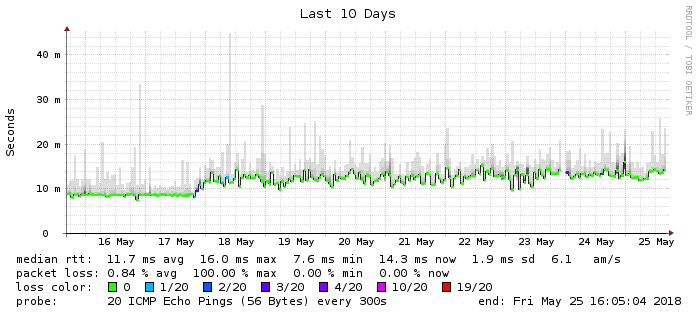 Last 10 Days
RRDTOOL / TOBI OETIKER
Seconds
40 m
30 m
20 m
10 m
0
16 May 17 May 18 May 19 May 20 May 21 May 22 May 23 May 24 May 25 May
median rtt: 11.7 ms avg 16.0 ms max 7.6 ms min 14.3 ms now 1.9 ms sd 6.1 am/s
packet loss: 0.84 % avg 100.00 % max 0.00 % min 0.00 % now
loss color: 0 1/20 2/20 3/20 4/20 10/20 19/20
probe: 20 ICMP Echo Pings (56 Bytes) every 300s end: Fri May 25 16:05:04 2018